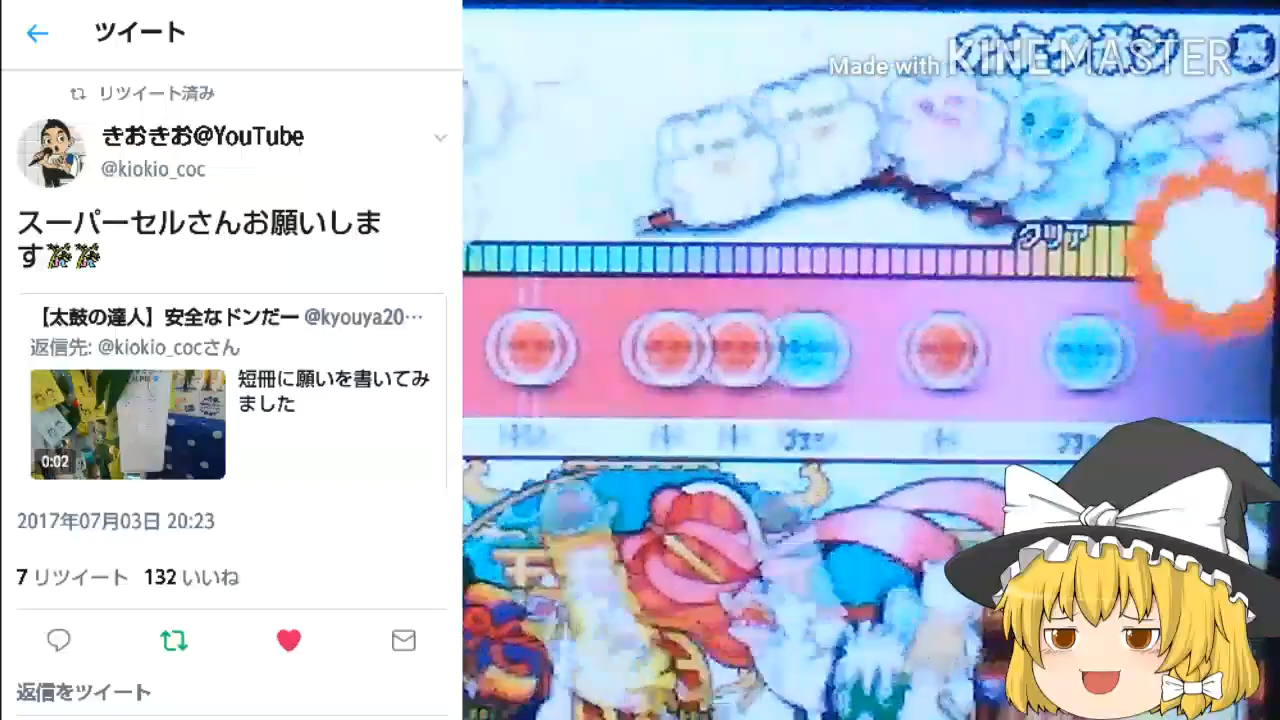 ツイート
リツイート済み
きおきお@YouTube
@kiokio_coc
スーパーセルさんお願いしま
す
【太鼓の達人】安全なドンだー @kyouya20…
返信先: @kiokio_cocさん
短冊に願いを書いてみ
ました
0:02
2017年07月03日 20:23
7 リツイート 132 いいね
返信をツイート
Made with KINEMASTER
クリア